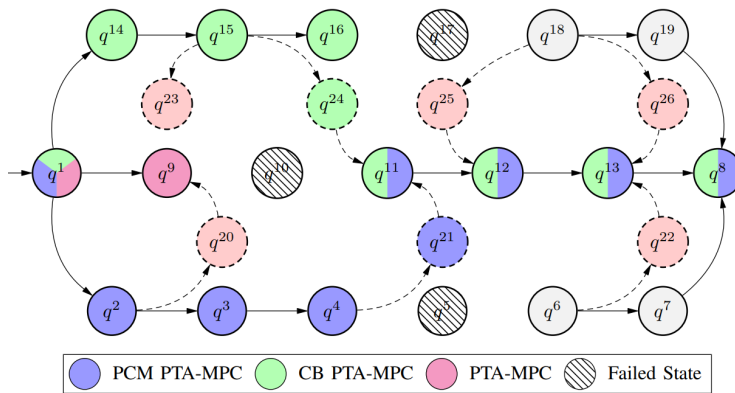 q^14 q^15 q^16 q^17 q^18 q^19
q^23 q^24 q^25 q^26
q^1 q^9 q^10 q^11 q^12 q^13 q^8
q^20 q^21 q^22
q^2 q^3 q^4 q^5 q^6 q^7
PCM PTA-MPC CB PTA-MPC PTA-MPC Failed State